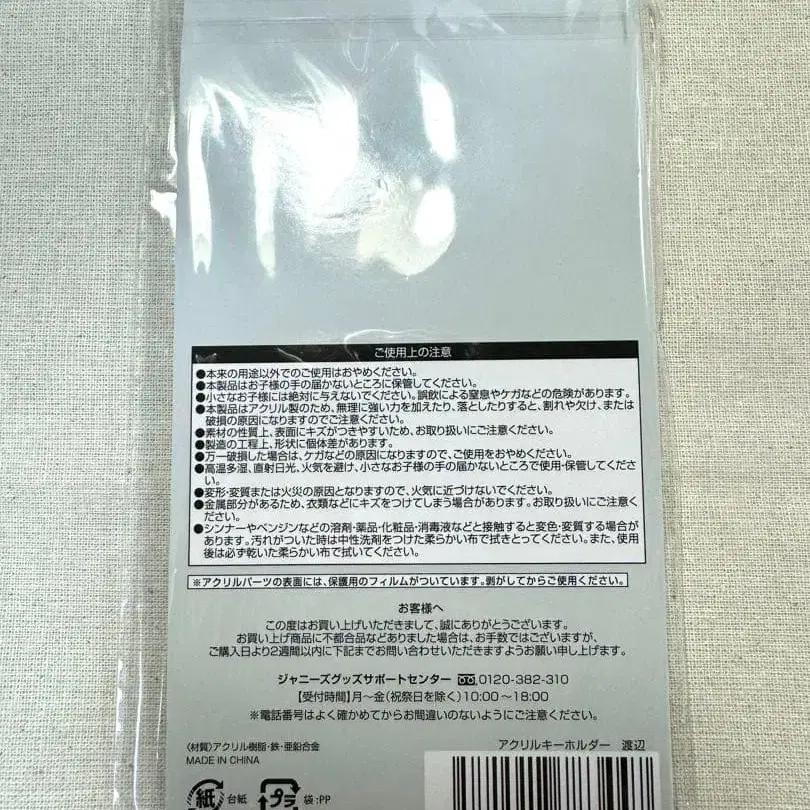 ご使用上の注意
●本来の用途以外でのご使用はおやめください。
●本製品はお子様の手の届かないところに保管してください。
●小さなお子様には絶対に与えないでください。誤飲による窒息やケガなどの危険があります。
●本製品はアクリル製のため、無理に強い力を加えたり、落としたりすると、割れや欠け、または
破損の原因になりますのでご注意ください。
●素材の性質上、表面にキズがつきやすいため、お取り扱いにご注意ください。
●製造の工程上、形状に個体差があります。
●万一破損した場合は、ケガなどの原因になりますので、ご使用をおやめください。
●高温多湿、直射日光、火気を避け、小さなお子様の手の届かないところで使用・保管してくださ
い。
●変形・変質または火災の原因となりますので、火気に近づけないでください。
●金属部分があるため、衣類などにキズをつけてしまう場合があります。お取り扱いにご注意く
ださい。
●シンナーやベンジンなどの溶剤・薬品・化粧品・消毒液などと接触すると変色・変質する場合が
あります。汚れがついた時は中性洗剤をつけた柔らかい布で拭きとってください。また、使用
後は必ず乾いた柔らかい布で拭いてください。
※アクリルパーツの表面には、保護用のフィルムがついています。剥がしてからご使用ください。
お客様へ
この度はお買い上げいただきまして、誠にありがとうございます。
お買い上げ商品に不都合品などありました場合は、お手数ではございますが、
ご購入日より2週間以内に下記までお問い合わせいただきますようお願い申し上げます。
ジャニーズグッズサポートセンター 0120-382-310
【受付時間】月〜金(祝祭日を除く)10:00〜18:00
※電話番号はよく確かめてからお間違いのないようにご注意ください。
〈材質〉アクリル樹脂・鉄・亜鉛合金
MADE IN CHINA
アクリルキーホルダー 渡辺
紙 台紙 プラ 袋:PP